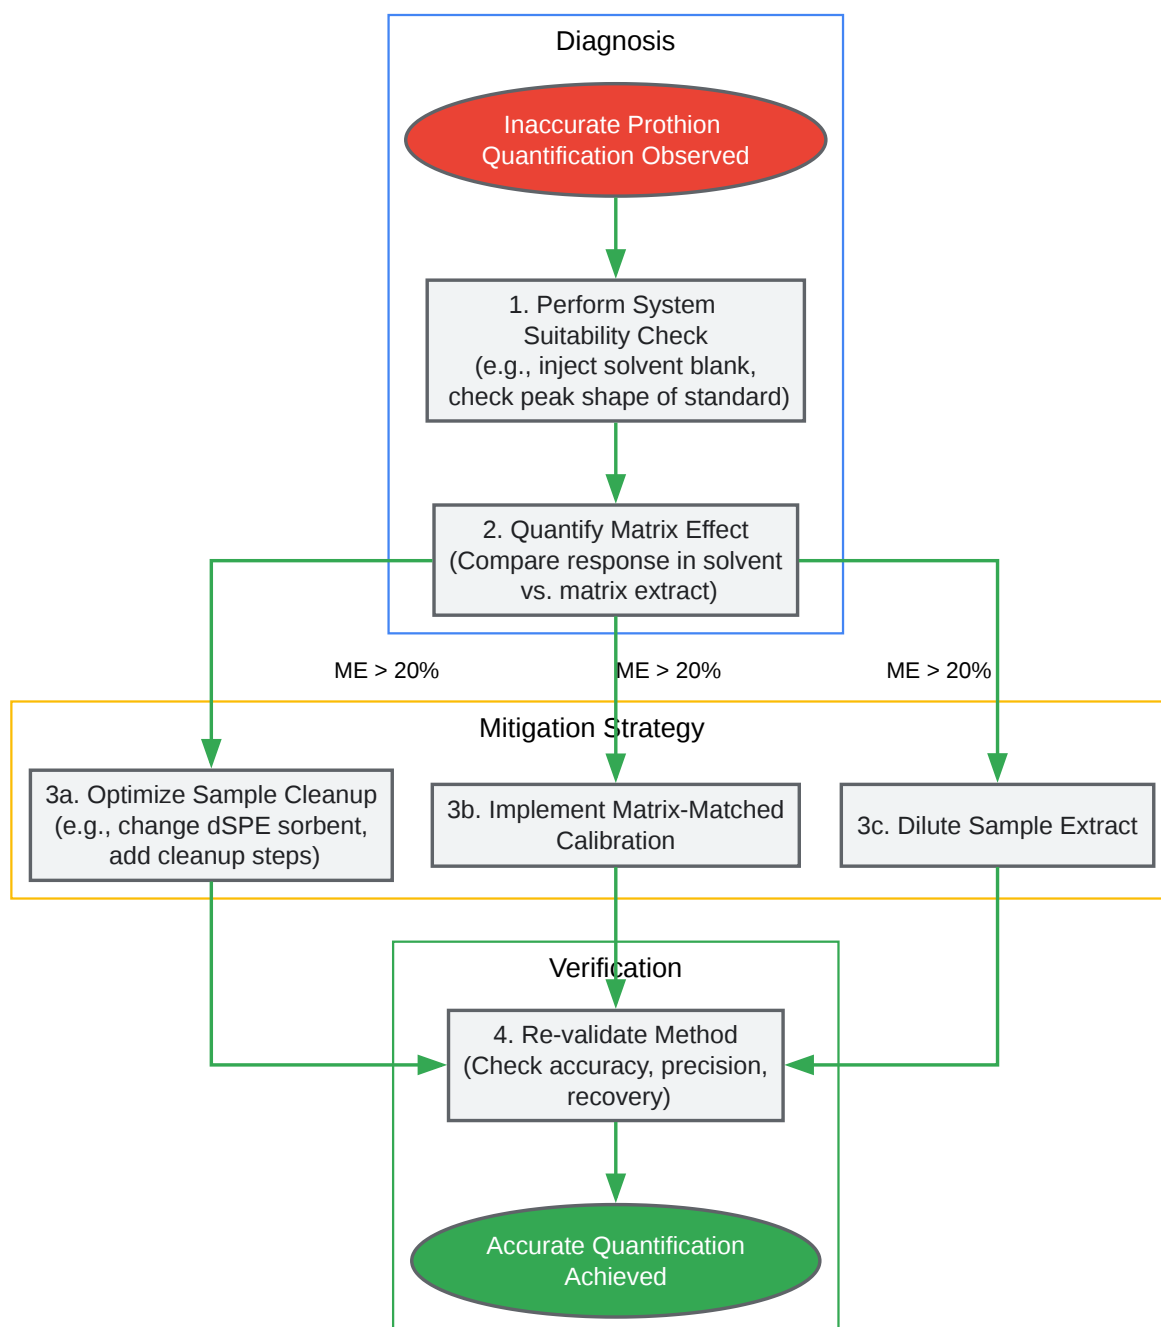 Diagnosis
Inaccurate Prothion
Quantification Observed
1. Perform System
Suitability Check
(e.g., inject solvent blank,
check peak shape of standard)
2. Quantify Matrix Effect
(Compare response in solvent
vs. matrix extract)
ME > 20%
ME > 20%
ME > 20%
Mitigation Strategy
3a. Optimize Sample Cleanup
(e.g., change dSPE sorbent,
add cleanup steps)
3b. Implement Matrix-Matched
Calibration
3c. Dilute Sample Extract
Verification
4. Re-validate Method
(Check accuracy, precision,
recovery)
Accurate Quantification
Achieved